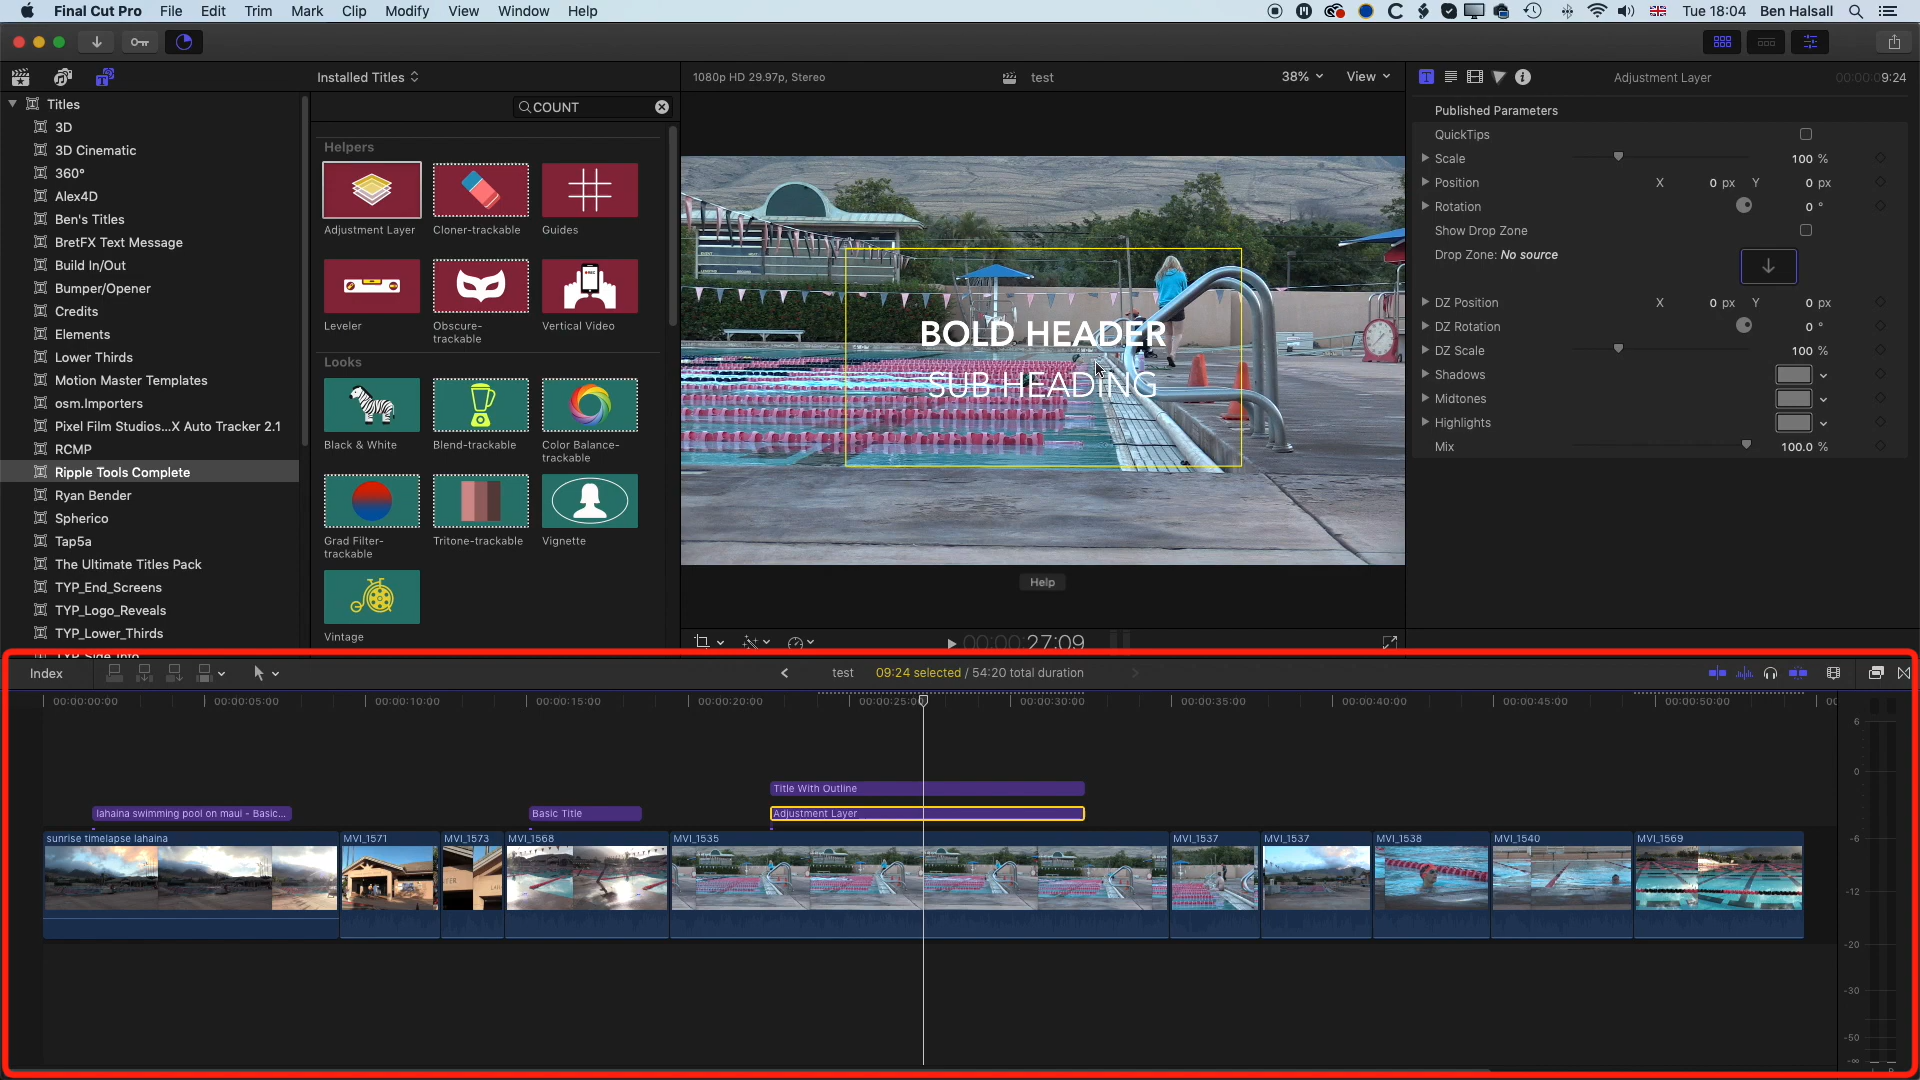 Final Cut Pro File Edit Trim Mark Clip Modify View Window Help Tue 18:04 Ben Halsall
Installed Titles 1080p HD 29.97p, Stereo test 38% View Adjustment Layer 00:00:09:24
Titles
3D
3D Cinematic
360°
Alex4D
Ben's Titles
BretFX Text Message
Build In/Out
Bumper/Opener
Credits
Elements
Lower Thirds
Motion Master Templates
osm.Importers
Pixel Film Studios...X Auto Tracker 2.1
RCMP
Ripple Tools Complete
Ryan Bender
Spherico
Tap5a
The Ultimate Titles Pack
TYP_End_Screens
TYP_Logo_Reveals
TYP_Lower_Thirds
COUNT
Helpers
Adjustment Layer Cloner-trackable Guides
Leveler Obscure-trackable Vertical Video
Looks
Black & White Blend-trackable Color Balance-trackable
Grad Filter-trackable Tritone-trackable Vignette
Vintage
BOLD HEADER
SUB HEADING
Help
00:00:27:09
Published Parameters
QuickTips
Scale 100 %
Position X 0 px Y 0 px
Rotation 0 °
Show Drop Zone
Drop Zone: No source
DZ Position X 0 px Y 0 px
DZ Rotation 0 °
DZ Scale 100 %
Shadows
Midtones
Highlights
Mix 100.0 %
Index test 09:24 selected / 54:20 total duration
00:00:00:00 00:00:05:00 00:00:10:00 00:00:15:00 00:00:20:00 00:00:25:00 00:00:30:00 00:00:35:00 00:00:40:00 00:00:45:00 00:00:50:00 00
Title With Outline
lahaina swimming pool on maui - Basic... Basic Title Adjustment Layer
sunrise timelapse lahaina MVI_1571 MVI_1573 MVI_1568 MVI_1535 MVI_1537 MVI_1537 MVI_1538 MVI_1540 MVI_1569
6
0
-6
-12
-20
-30
-50
-∞